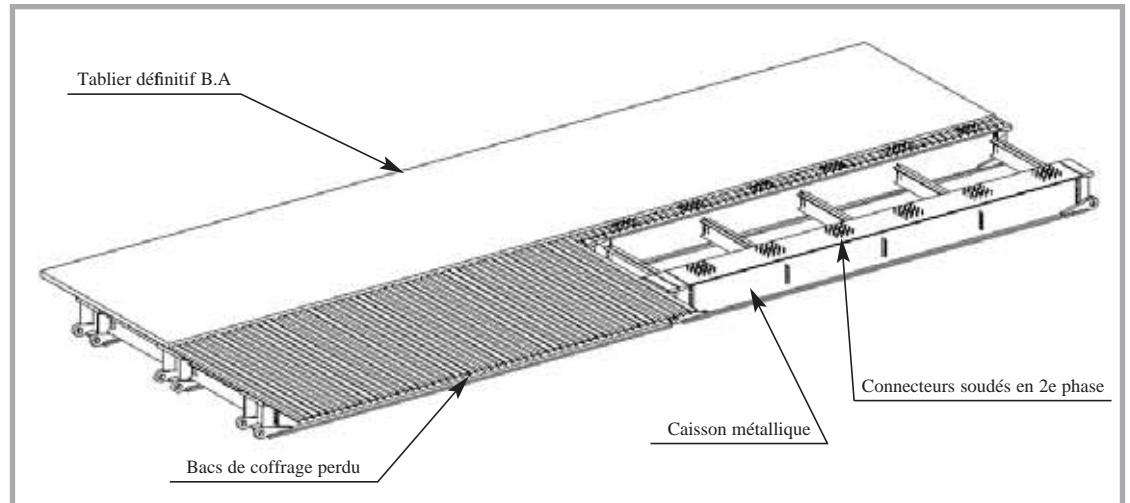 Tablier définitif B.A
Connecteurs soudés en 2e phase
Caisson métallique
Bacs de coffrage perdu